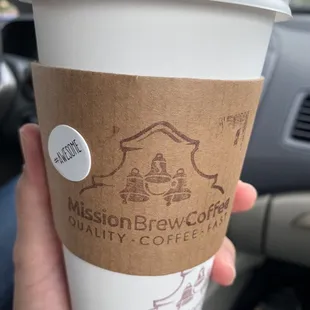 #AWESOME
MissionBrewCoffee
QUALITY · COFFEE · FAST